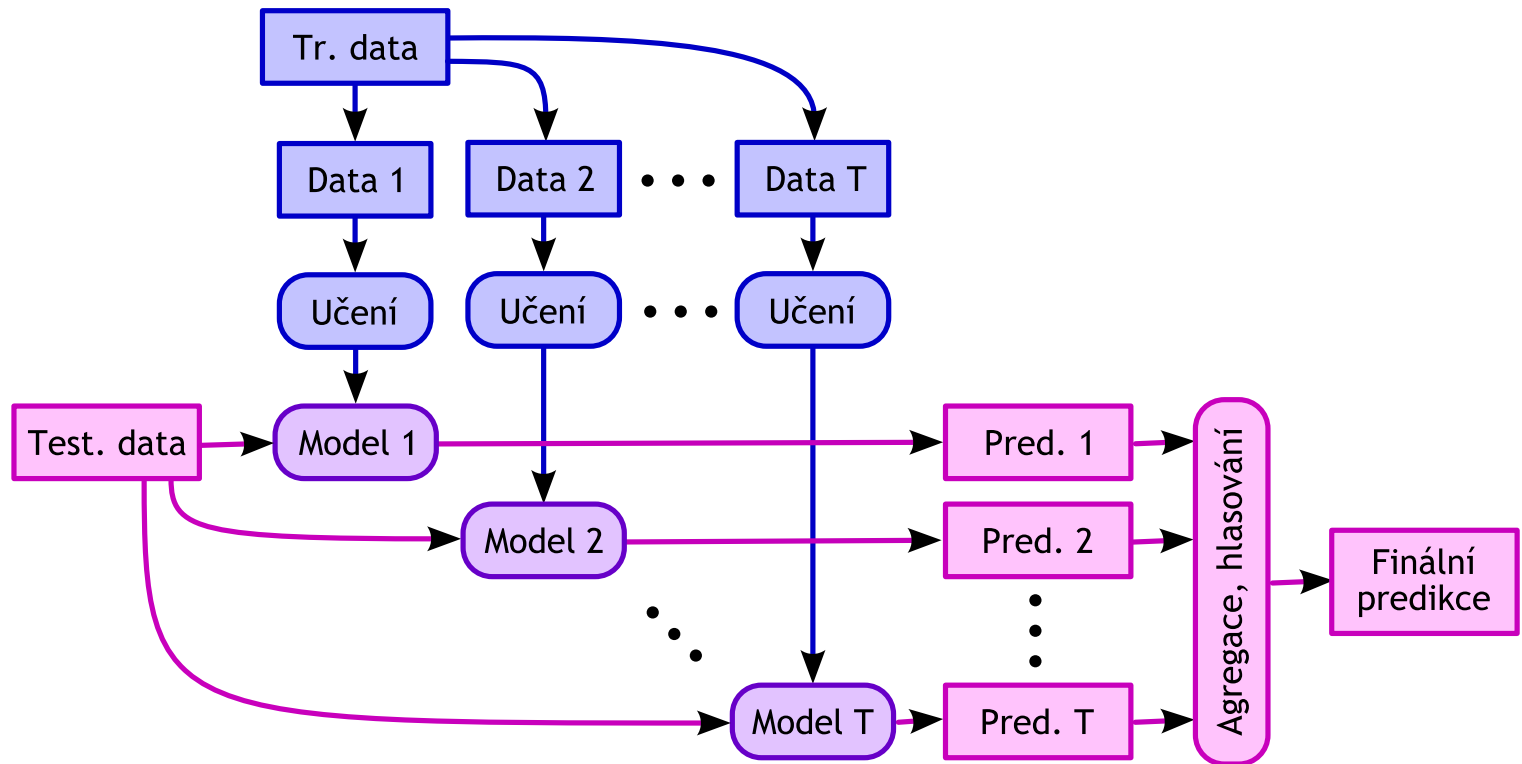 Tr. data
Data 1
Data 2
Data T
Učení
Učení
Učení
Test. data
Model 1
Pred. 1
Model 2
Pred. 2
Model T
Pred. T
Agregace, hlasování
Finální
predikce